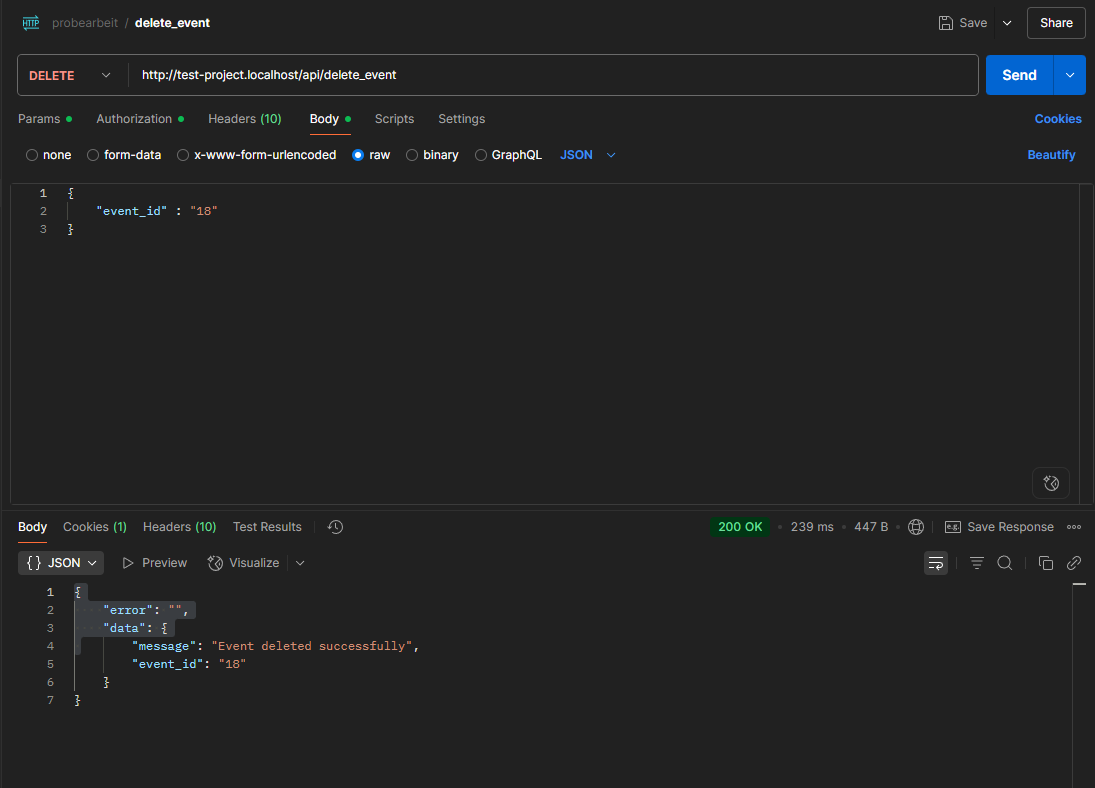 HTTP probearbeit / delete_event Save Share
DELETE http://test-project.localhost/api/delete_event Send
Params Authorization Headers (10) Body Scripts Settings Cookies
none form-data x-www-form-urlencoded raw binary GraphQL JSON Beautify
1 {
2 "event_id" : "18"
3 }
Body Cookies (1) Headers (10) Test Results 200 OK 239 ms 447 B e.g. Save Response
{} JSON Preview Visualize
1 {
2 "error": "",
3 "data": {
4 "message": "Event deleted successfully",
5 "event_id": "18"
6 }
7 }